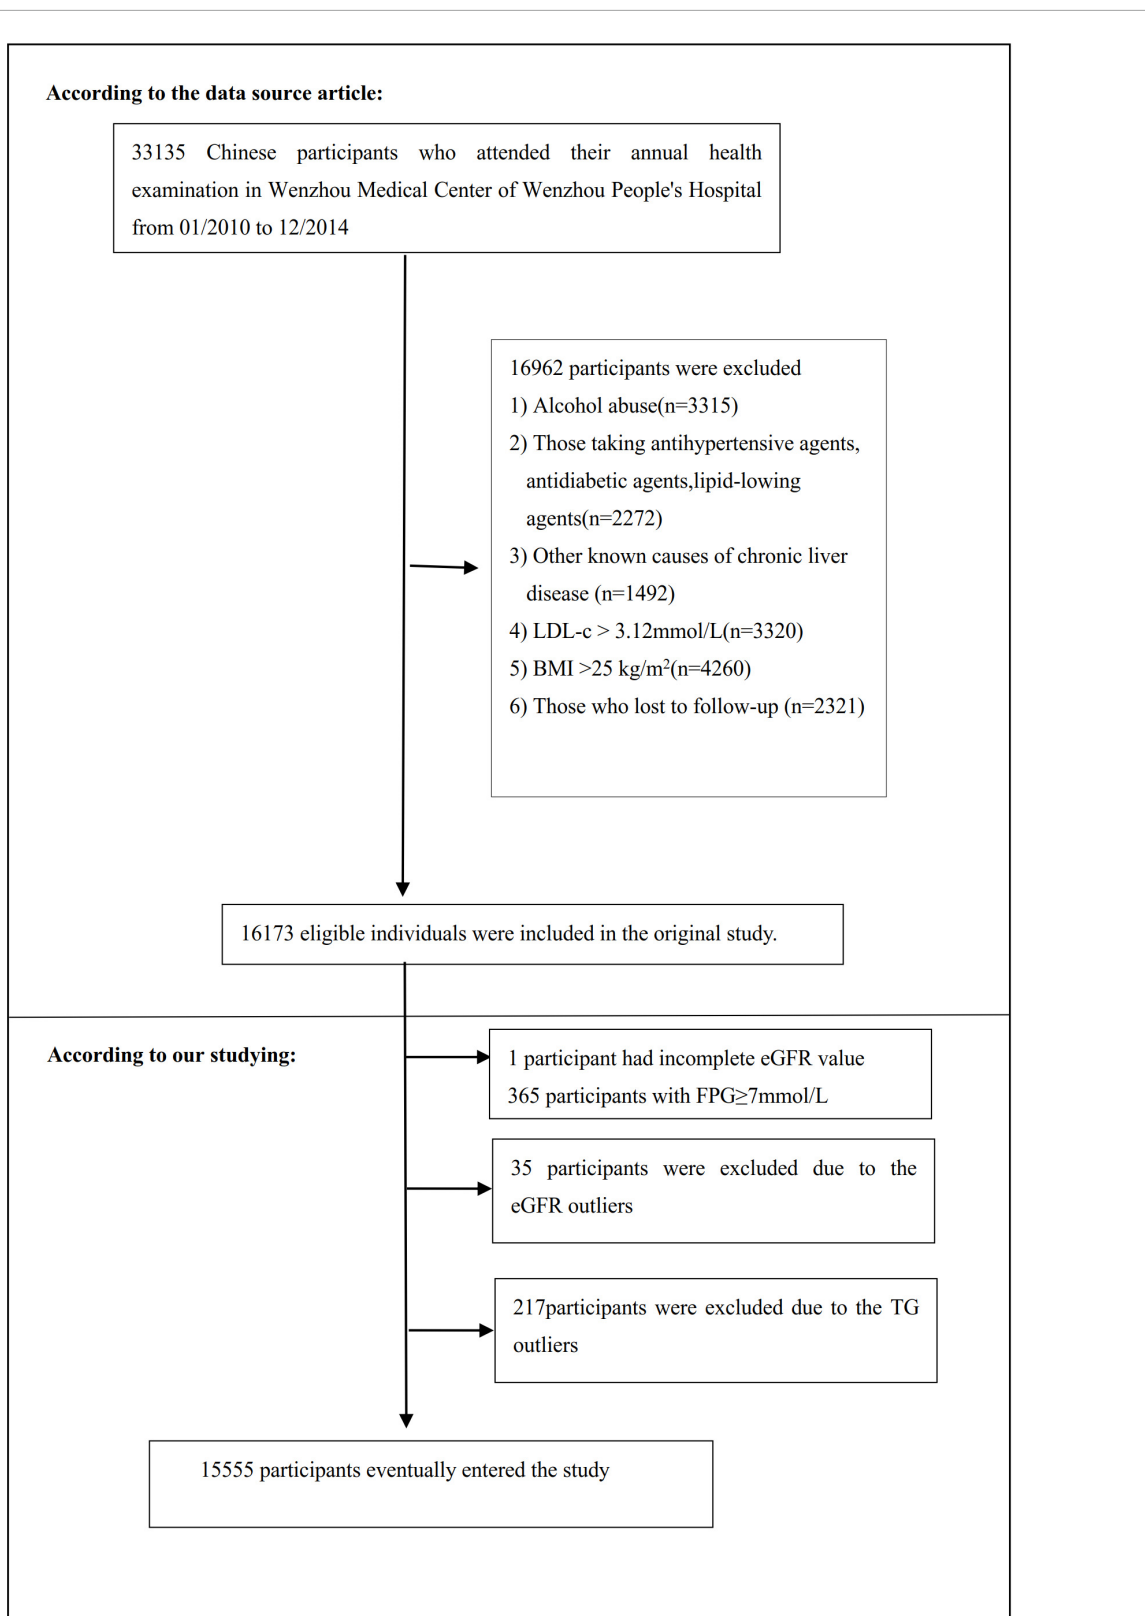 According to the data source article:
33135 Chinese participants who attended their annual health
examination in Wenzhou Medical Center of Wenzhou People's Hospital
from 01/2010 to 12/2014
16962 participants were excluded
1) Alcohol abuse(n=3315)
2) Those taking antihypertensive agents,
antidiabetic agents,lipid-lowing
agents(n=2272)
3) Other known causes of chronic liver
disease (n=1492)
4) LDL-c > 3.12mmol/L(n=3320)
5) BMI >25 kg/m²(n=4260)
6) Those who lost to follow-up (n=2321)
16173 eligible individuals were included in the original study.
According to our studying:
1 participant had incomplete eGFR value
365 participants with FPG≥7mmol/L
35 participants were excluded due to the
eGFR outliers
217participants were excluded due to the TG
outliers
15555 participants eventually entered the study